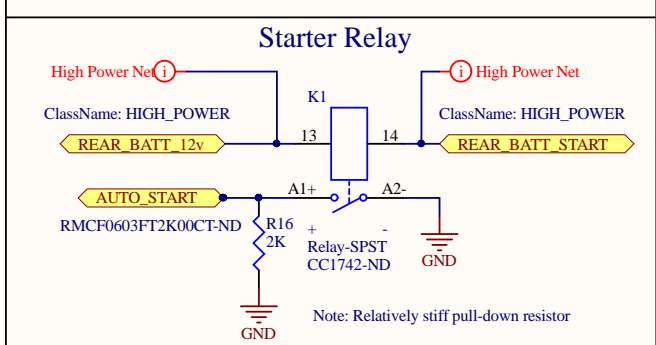 Starter Relay
High Power Net
i
i
High Power Net
K1
ClassName: HIGH_POWER
ClassName: HIGH_POWER
REAR_BATT_12v
13
14
REAR_BATT_START
AUTO_START
A1+
A2-
RMCF0603FT2K00CT-ND
R16
2K
+
-
Relay-SPST
CC1742-ND
GND
GND
Note: Relatively stiff pull-down resistor